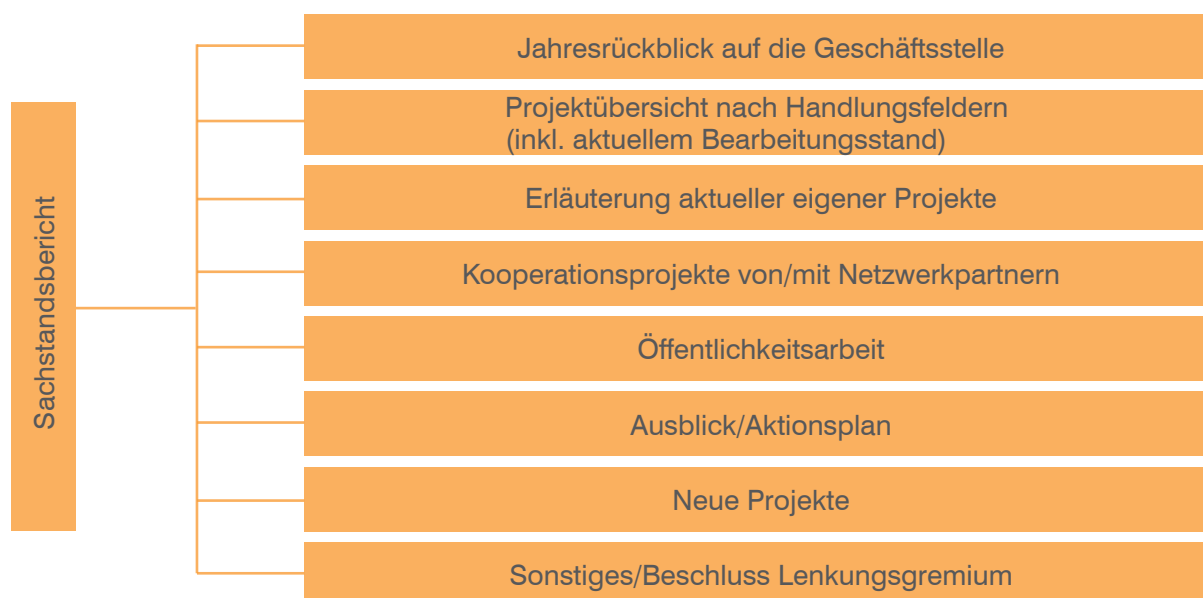 Sachstandsbericht
Jahresrückblick auf die Geschäftsstelle
Projektübersicht nach Handlungsfeldern
(inkl. aktuellem Bearbeitungsstand)
Erläuterung aktueller eigener Projekte
Kooperationsprojekte von/mit Netzwerkpartnern
Öffentlichkeitsarbeit
Ausblick/Aktionsplan
Neue Projekte
Sonstiges/Beschluss Lenkungsgremium